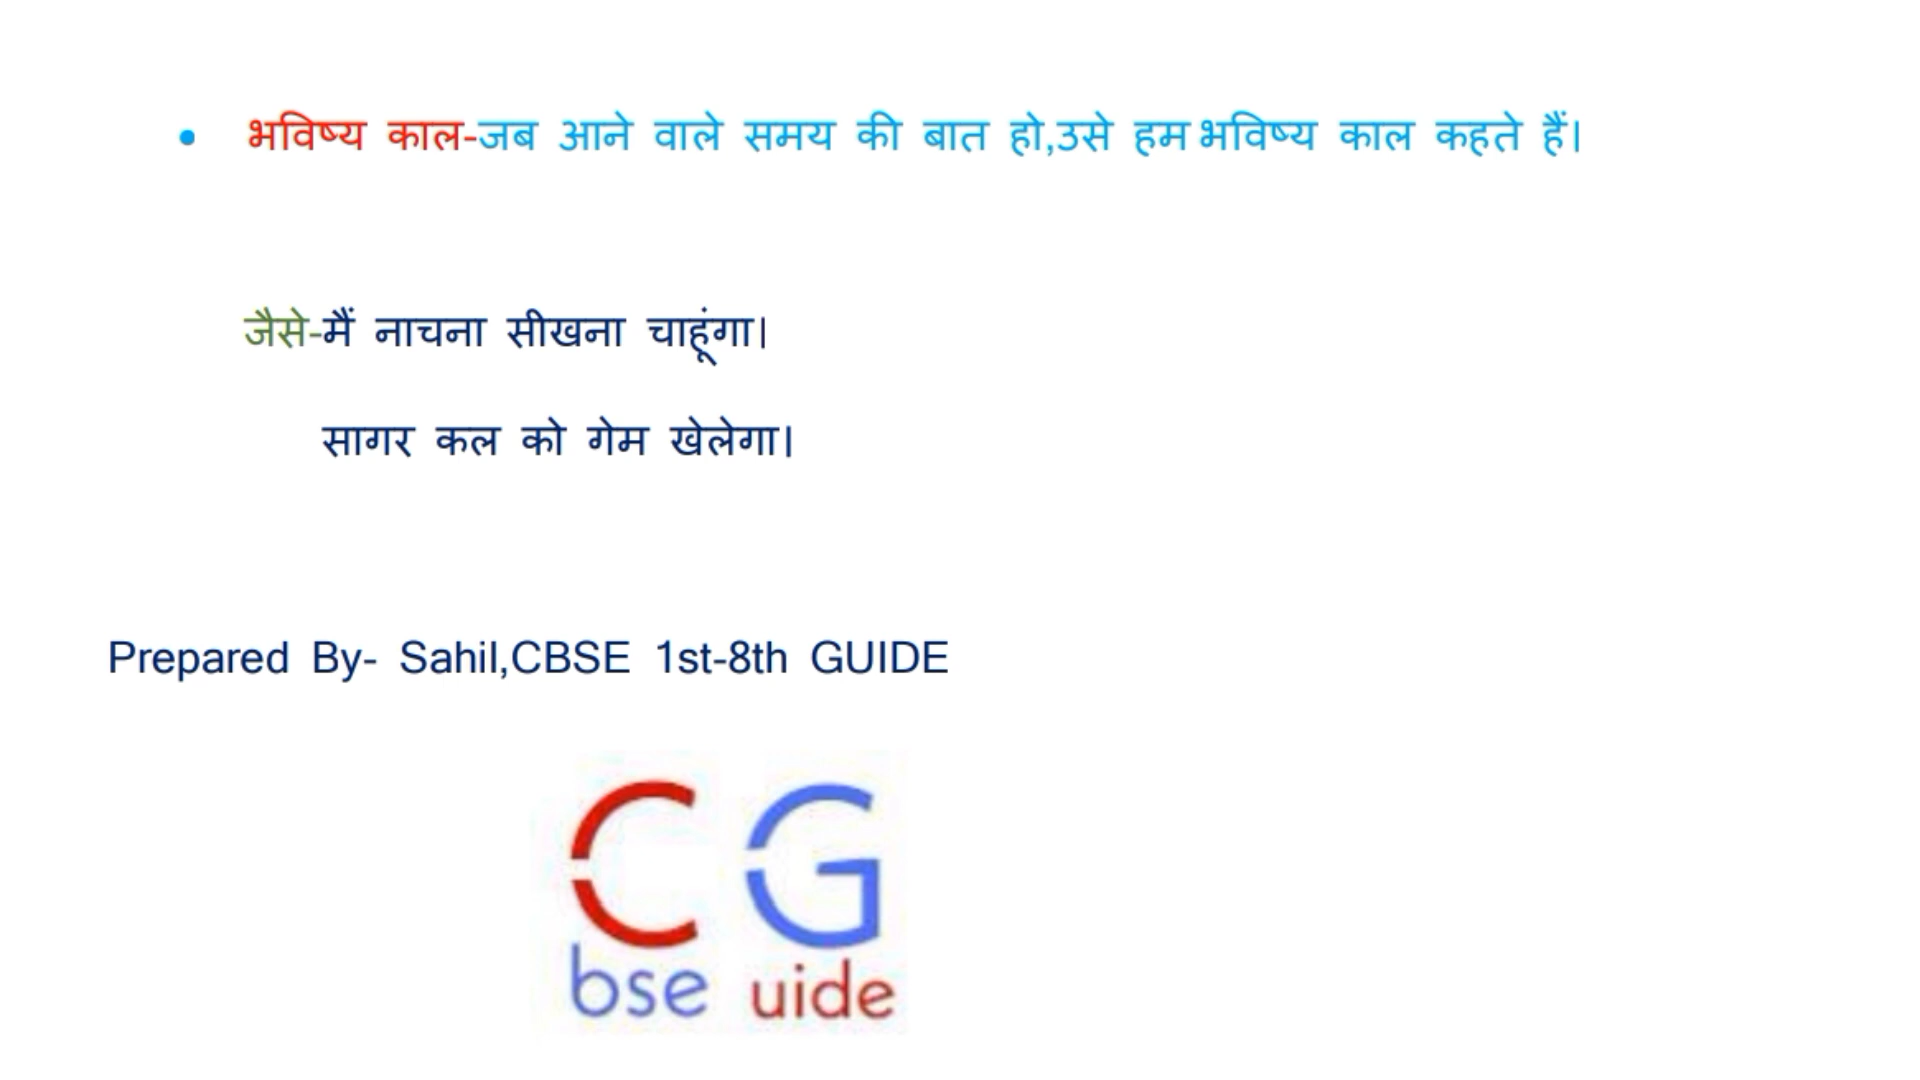 • भविष्य काल-जब आने वाले समय की बात हो,उसे हम भविष्य काल कहते हैं।
जैसे-मैं नाचना सीखना चाहूंगा।
सागर कल को गेम खेलेगा।
Prepared By- Sahil,CBSE 1st-8th GUIDE
C G
bse uide